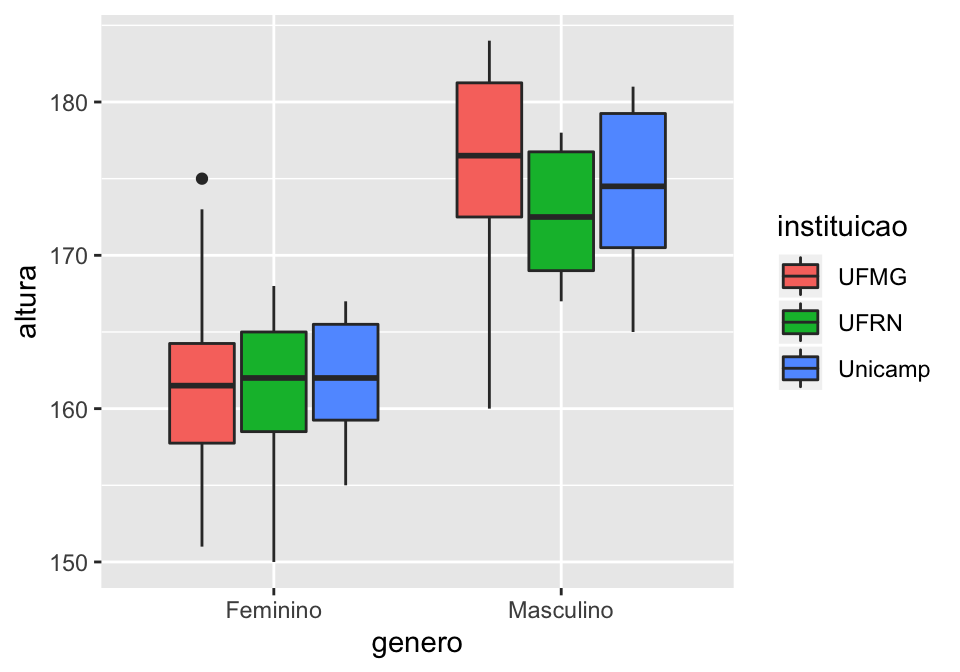 altura
180
170
160
150
Feminino
Masculino
genero
instituicao
UFMG
UFRN
Unicamp